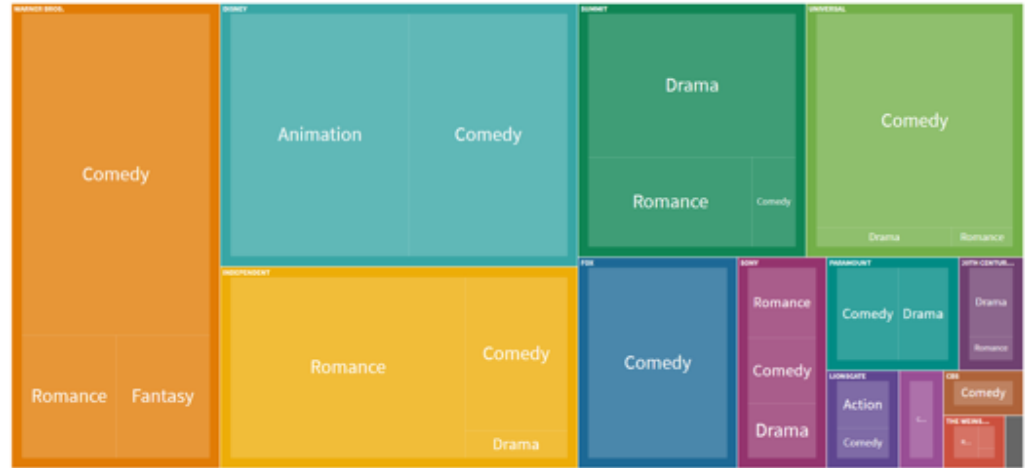 WARNER BROS.
Comedy
Romance
Fantasy
DISNEY
Animation
Comedy
INDEPENDENT
Romance
Comedy
Drama
SUMMIT
Drama
Romance
Comedy
UNIVERSAL
Comedy
Drama
Romance
FOX
Comedy
SONY
Romance
Comedy
Drama
PARAMOUNT
Comedy
Drama
20TH CENTUR...
Drama
Romance
LIONSGATE
Action
Comedy
C...
CBS
Comedy
THE WEINS...